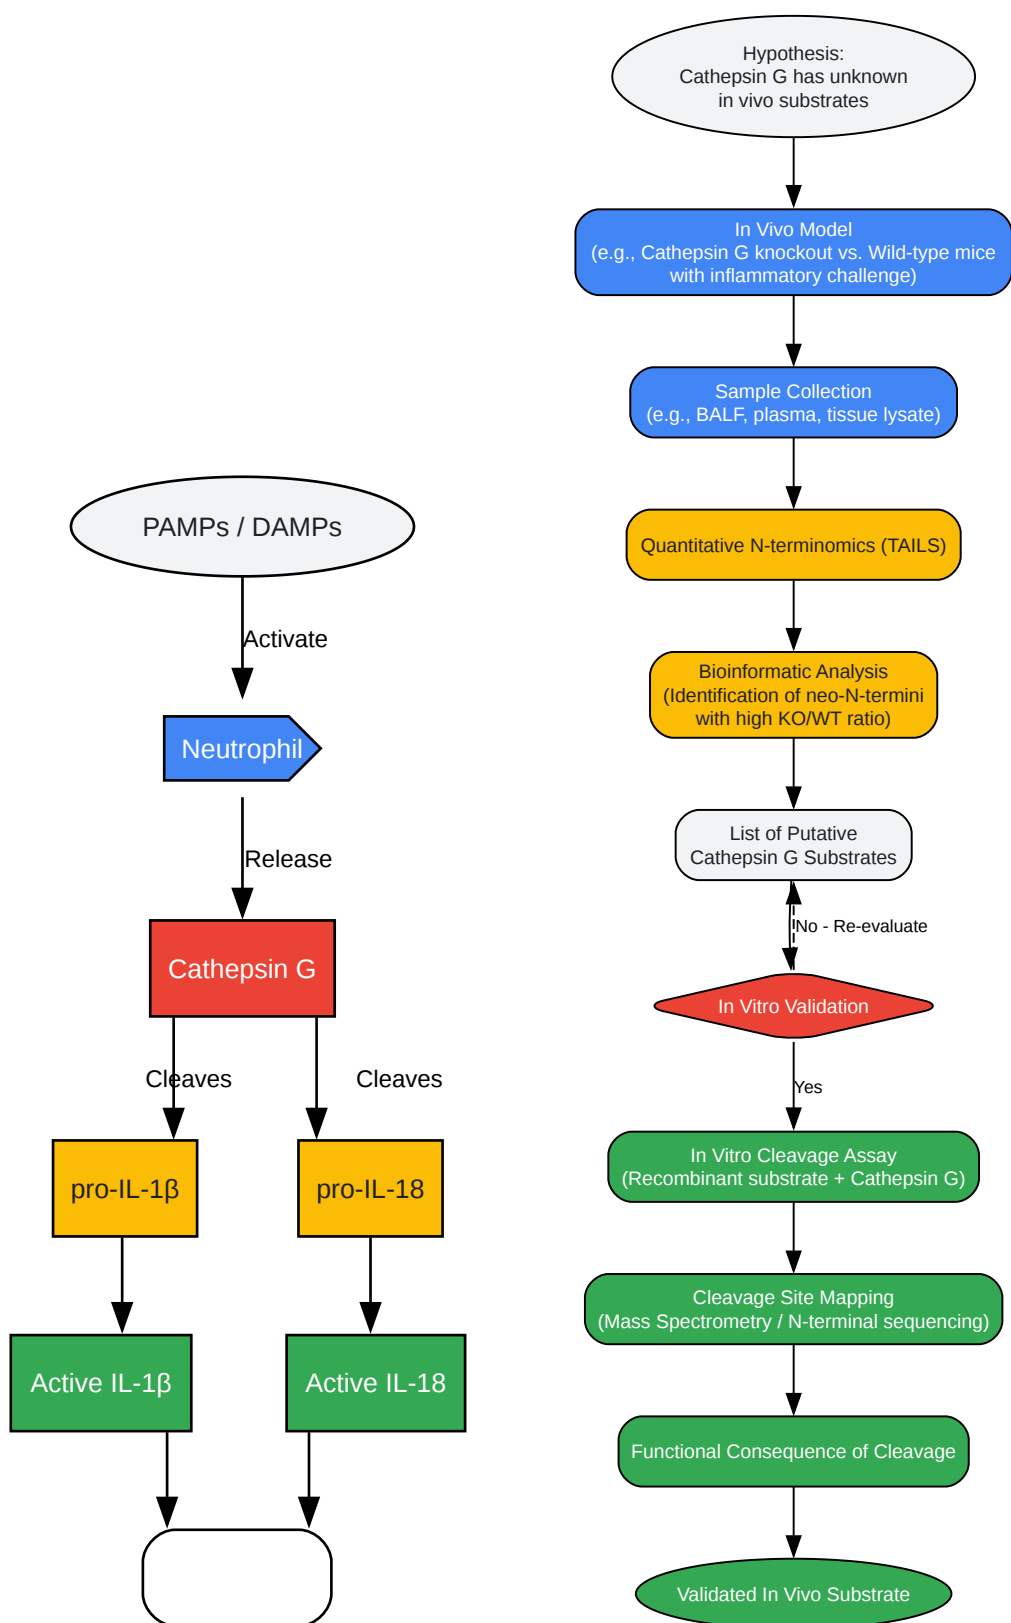 PAMPs / DAMPs
Activate
Neutrophil
Release
Cathepsin G
Cleaves
Cleaves
pro-IL-1β
pro-IL-18
Active IL-1β
Active IL-18
Hypothesis:
Cathepsin G has unknown
in vivo substrates
In Vivo Model
(e.g., Cathepsin G knockout vs. Wild-type mice
with inflammatory challenge)
Sample Collection
(e.g., BALF, plasma, tissue lysate)
Quantitative N-terminomics (TAILS)
Bioinformatic Analysis
(Identification of neo-N-termini
with high KO/WT ratio)
List of Putative
Cathepsin G Substrates
No - Re-evaluate
In Vitro Validation
Yes
In Vitro Cleavage Assay
(Recombinant substrate + Cathepsin G)
Cleavage Site Mapping
(Mass Spectrometry / N-terminal sequencing)
Functional Consequence of Cleavage
Validated In Vivo Substrate